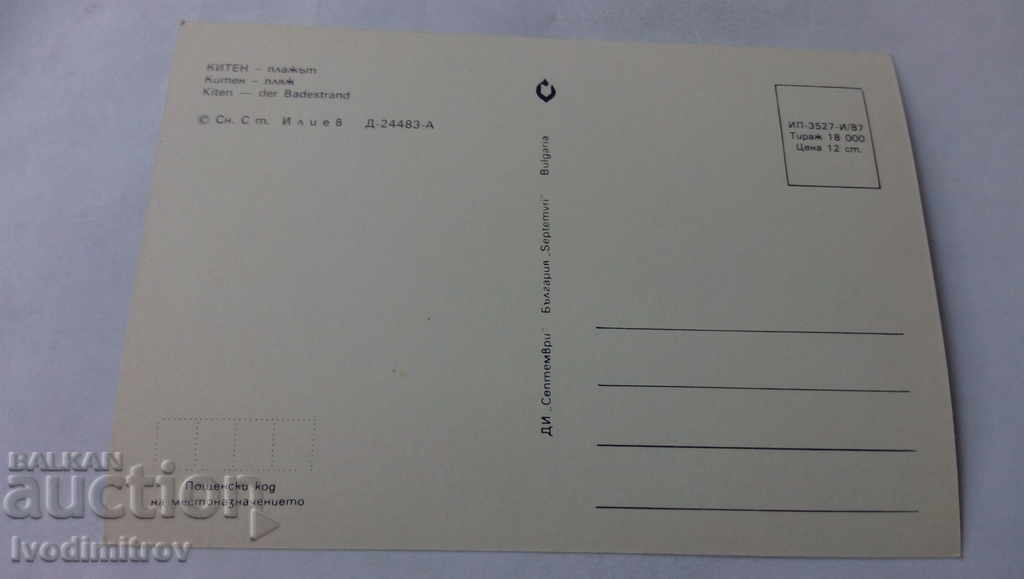 КИТЕН – плажът
Китен – пляж
Kiten — der Badestrand
© Сн. Ст. Илиев Д-24483-А
ДИ „Септември" България „Septemvri" Bulgaria
ИП-3527-И/87
Тираж 18 000
Цена 12 ст.
Пощенски код
на местоназначението
BALKAN
auction
Ivodimitrov